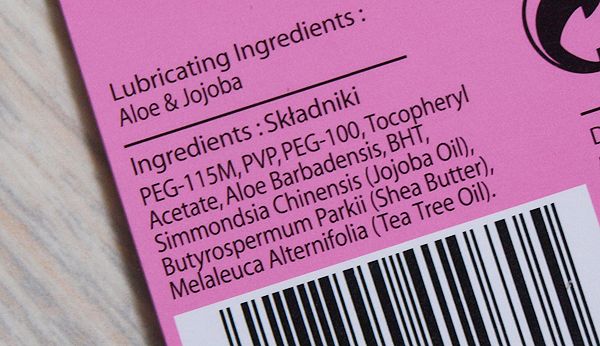 Lubricating Ingredients :
Aloe & Jojoba
Ingredients : Składniki
PEG-115M, PVP, PEG-100, Tocopheryl
Acetate, Aloe Barbadensis, BHT,
Simmondsia Chinensis (Jojoba Oil),
Butyrospermum Parkii (Shea Butter),
Melaleuca Alternifolia (Tea Tree Oil).
D